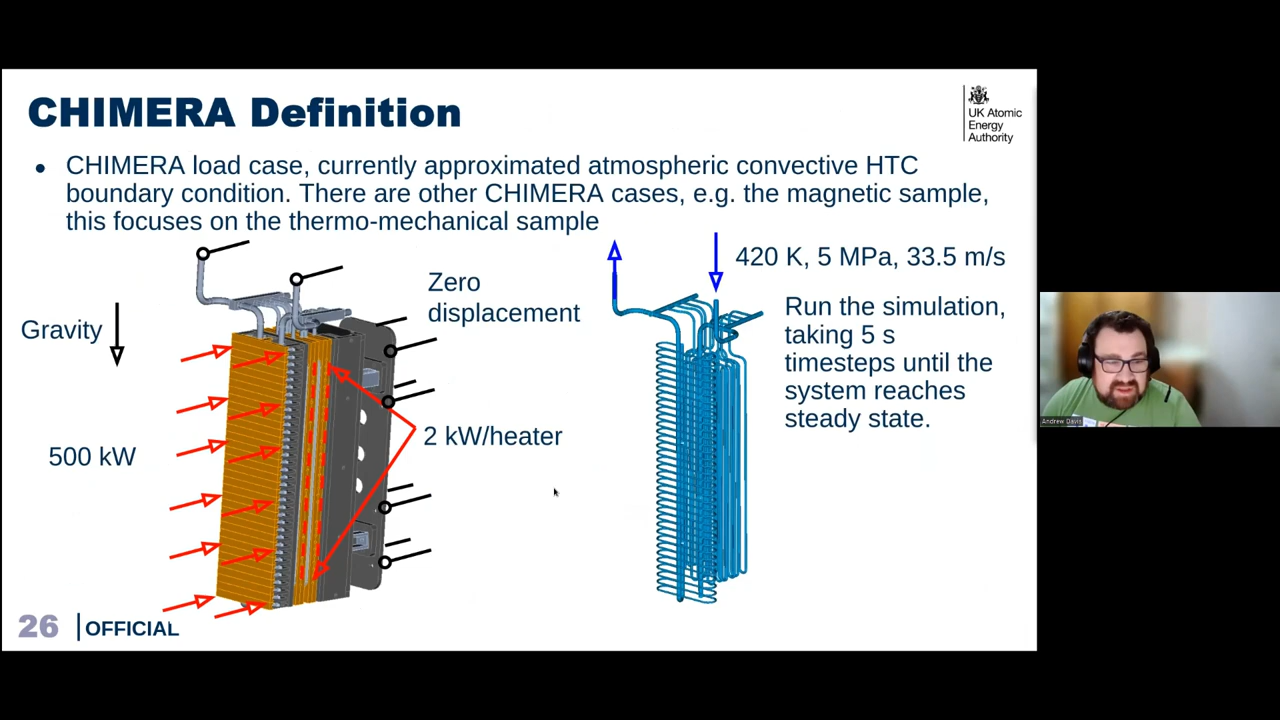 CHIMERA Definition
UK Atomic
Energy
Authority
• CHIMERA load case, currently approximated atmospheric convective HTC
boundary condition. There are other CHIMERA cases, e.g. the magnetic sample,
this focuses on the thermo-mechanical sample
Gravity
500 kW
Zero
displacement
2 kW/heater
420 K, 5 MPa, 33.5 m/s
Run the simulation,
taking 5 s
timesteps until the
system reaches
steady state.
Andrew Davis
26
OFFICIAL